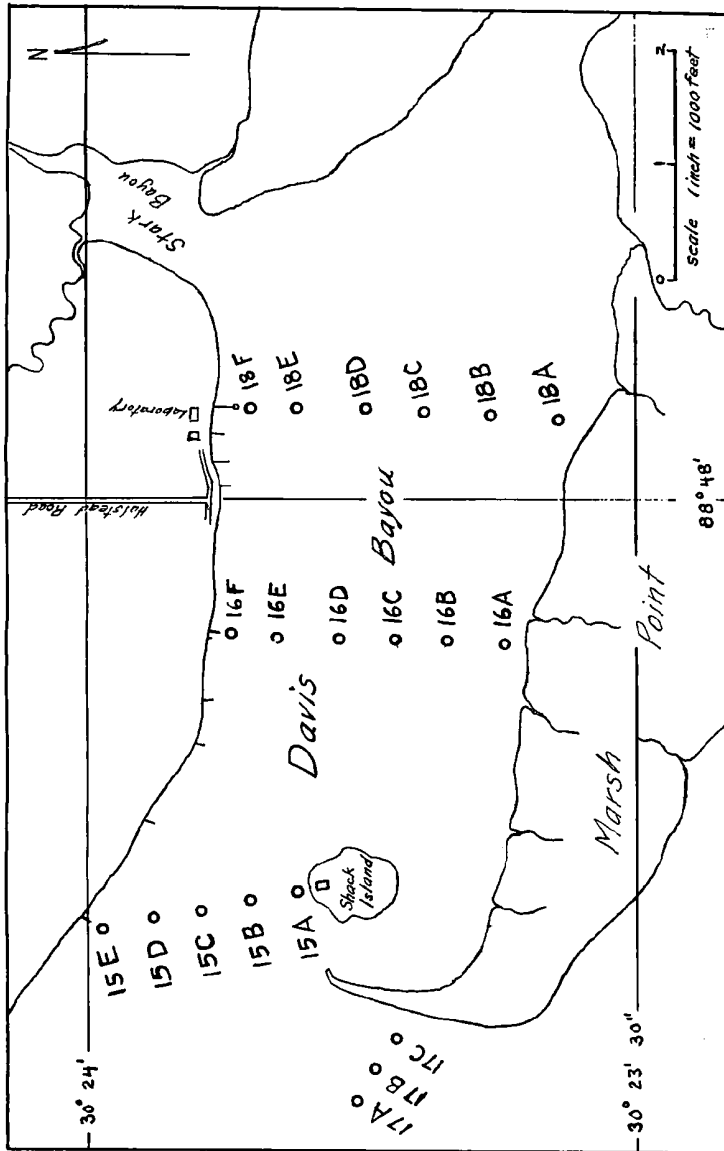 N
30° 24'
Stark
Bayou
Halstead Road
Laboratory
15E
15D
15C
15B
15A
16F
16E
16D
16C
16B
16A
18F
18E
18D
18C
18B
18A
17A
17B
17C
Shack
Island
Davis
Bayou
Marsh
Point
30° 23' 30"
88° 48'
0 1 2
scale 1 inch = 1000 feet